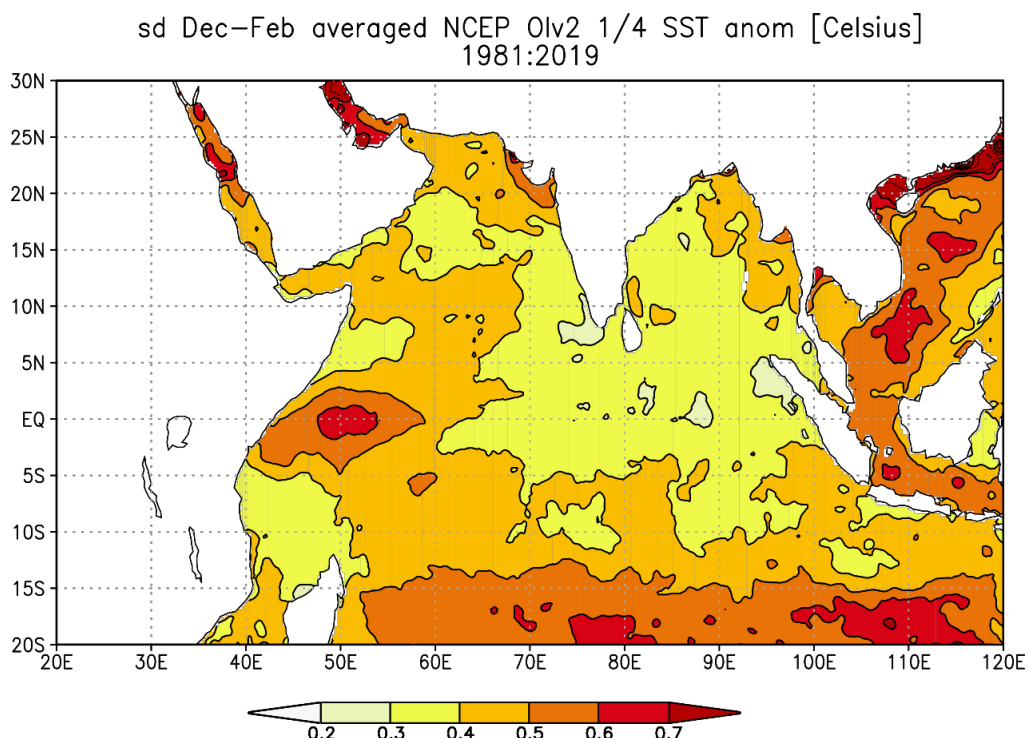 sd Dec-Feb averaged NCEP OIv2 1/4 SST anom [Celsius]
1981:2019
30N
25N
20N
15N
10N
5N
EQ
5S
10S
15S
20S
20E 30E 40E 50E 60E 70E 80E 90E 100E 110E 120E
0.2 0.3 0.4 0.5 0.6 0.7